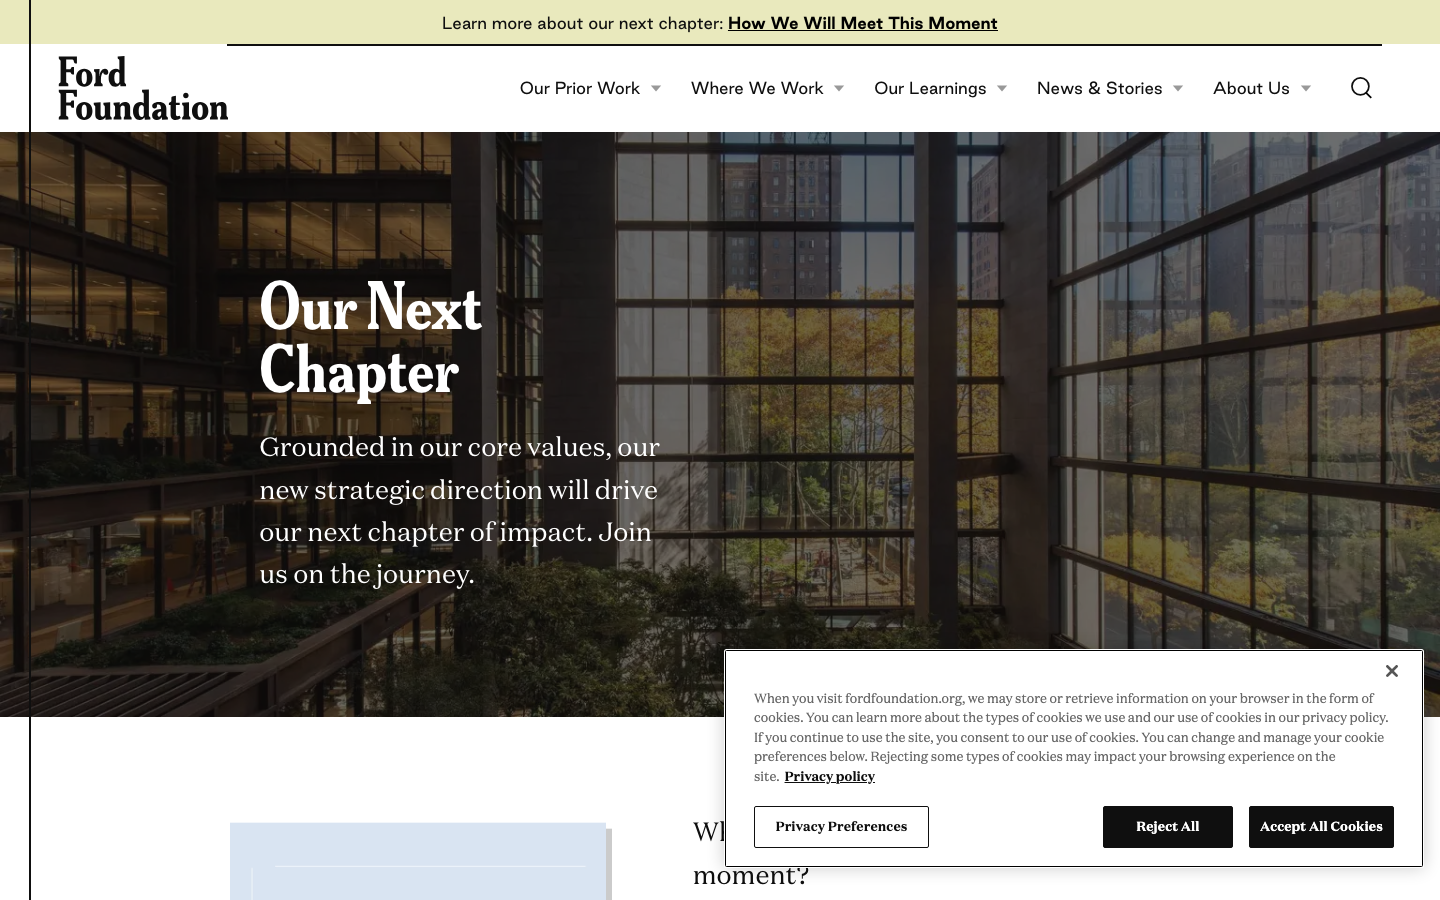 Learn more about our next chapter: How We Will Meet This Moment
Ford
Foundation
Our Prior Work
Where We Work
Our Learnings
News & Stories
About Us
Our Next
Chapter
Grounded in our core values, our
new strategic direction will drive
our next chapter of impact. Join
us on the journey.
When you visit fordfoundation.org, we may store or retrieve information on your browser in the form of
cookies. You can learn more about the types of cookies we use and our use of cookies in our privacy policy.
If you continue to use the site, you consent to our use of cookies. You can change and manage your cookie
preferences below. Rejecting some types of cookies may impact your browsing experience on the
site. Privacy policy
Privacy Preferences
Reject All
Accept All Cookies
moment?